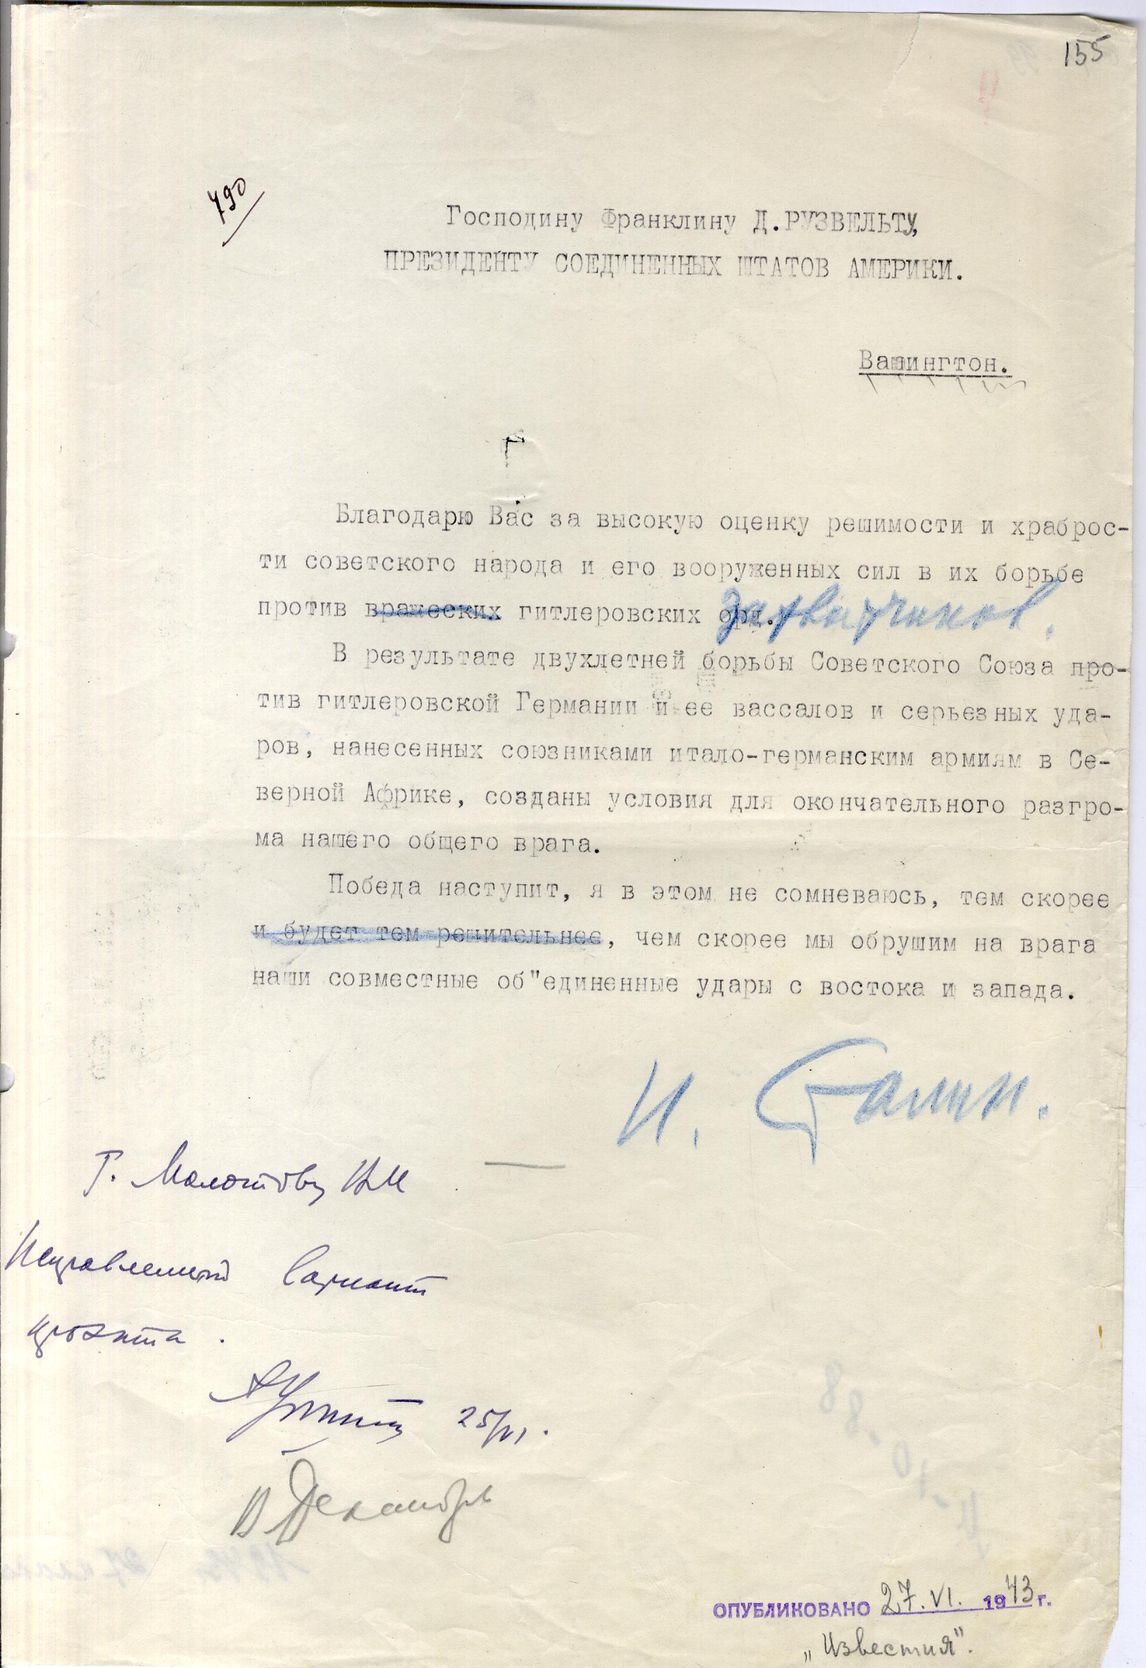 155
790
Господину Франклину Д.РУЗВЕЛЬТУ,
ПРЕЗИДЕНТУ СОЕДИНЕННЫХ ШТАТОВ АМЕРИКИ.
Вашингтон.
Благодарю Вас за высокую оценку решимости и храброс-
ти советского народа и его вооруженных сил в их борьбе
против вражеских гитлеровских орд. захватчиков.
В результате двухлетней борьбы Советского Союза про-
тив гитлеровской Германии и ее вассалов и серьезных уда-
ров, нанесенных союзниками итало-германским армиям в Се-
верной Африке, созданы условия для окончательного разгро-
ма нашего общего врага.
Победа наступит, я в этом не сомневаюсь, тем скорее
и будет тем решительнее, чем скорее мы обрушим на врага
наши совместные об"единенные удары с востока и запада.
И. Сталин.
Т. Молотову ВМ
Исправленный вариант
проекта.
25/VI.
В Деканозов
ОПУБЛИКОВАНО 27.VI. 1943 г.
„Известия".